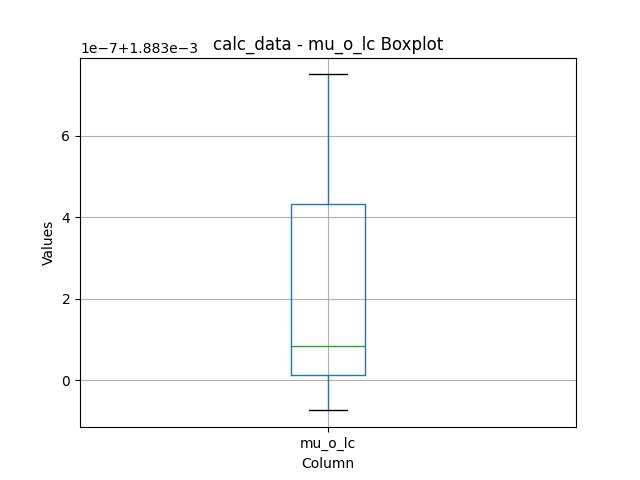 calc_data - mu_o_lc Boxplot
1e−7+1.883e−3
6
4
2
0
Values
mu_o_lc
Column